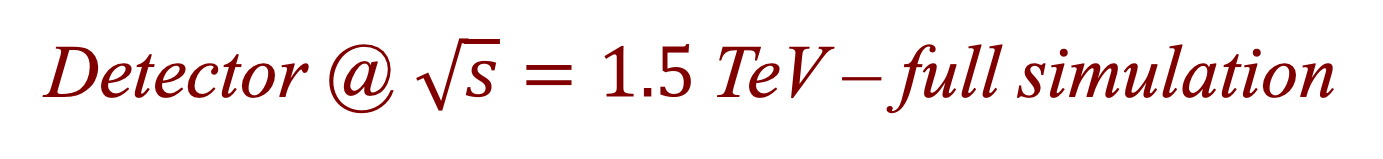 Detector @ √s = 1.5 TeV – full simulation